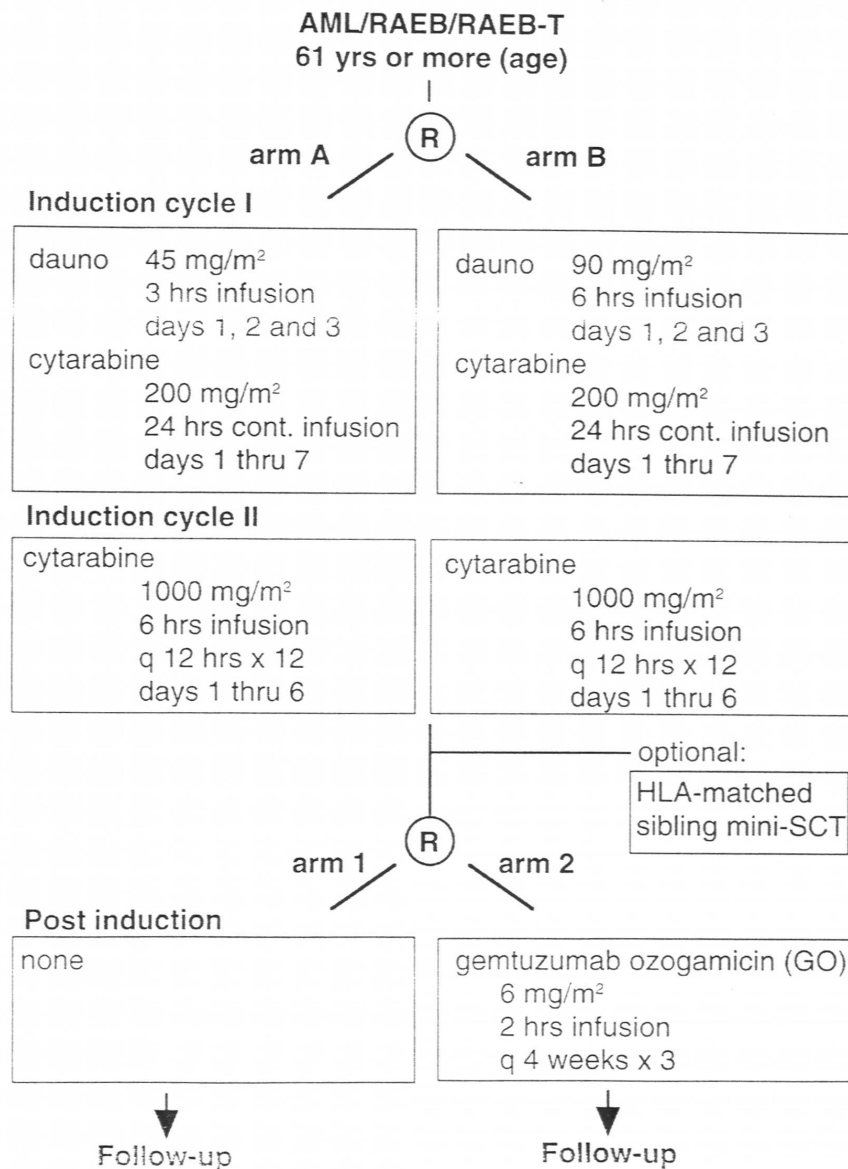 AML/RAEB/RAEB-T
61 yrs or more (age)
R
arm A
arm B
Induction cycle I
dauno 45 mg/m²
3 hrs infusion
days 1, 2 and 3
cytarabine
200 mg/m²
24 hrs cont. infusion
days 1 thru 7
dauno 90 mg/m²
6 hrs infusion
days 1, 2 and 3
cytarabine
200 mg/m²
24 hrs cont. infusion
days 1 thru 7
Induction cycle II
cytarabine
1000 mg/m²
6 hrs infusion
q 12 hrs x 12
days 1 thru 6
cytarabine
1000 mg/m²
6 hrs infusion
q 12 hrs x 12
days 1 thru 6
optional:
HLA-matched
sibling mini-SCT
R
arm 1
arm 2
Post induction
none
gemtuzumab ozogamicin (GO)
6 mg/m²
2 hrs infusion
q 4 weeks x 3
Follow-up
Follow-up